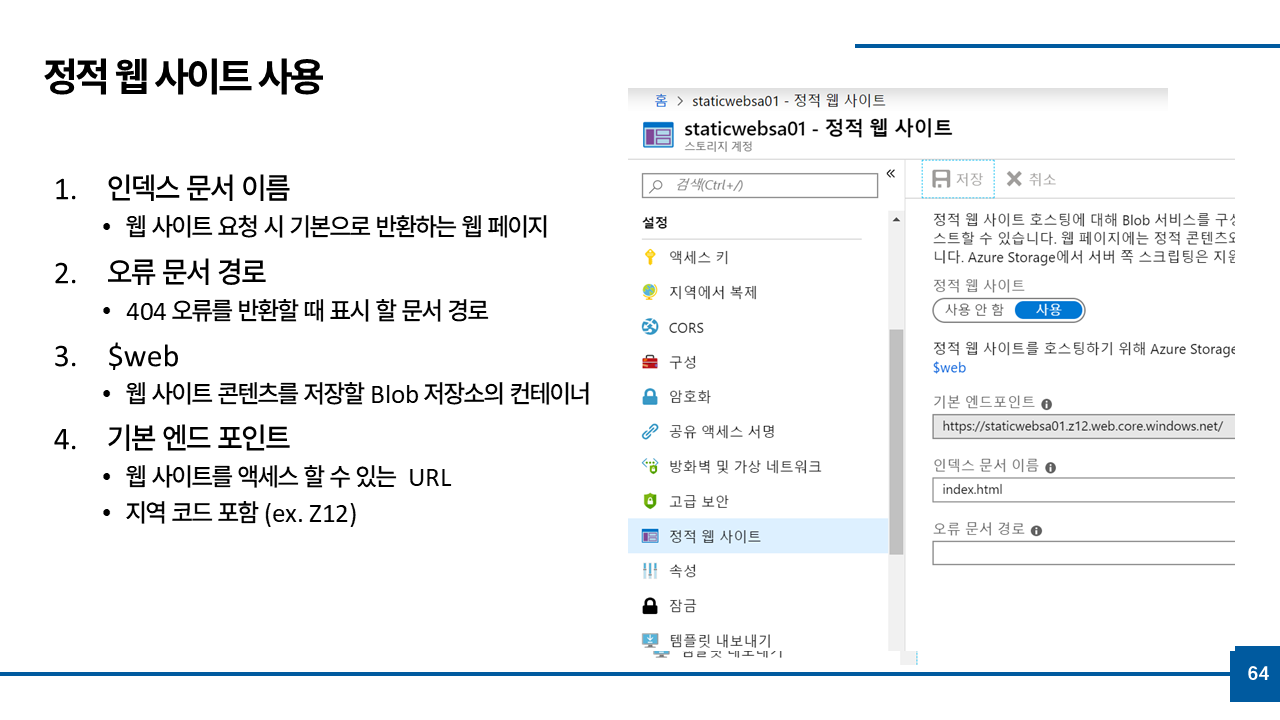 정적 웹 사이트 사용
1. 인덱스 문서 이름
• 웹 사이트 요청 시 기본으로 반환하는 웹 페이지
2. 오류 문서 경로
• 404 오류를 반환할 때 표시 할 문서 경로
3. $web
• 웹 사이트 콘텐츠를 저장할 Blob 저장소의 컨테이너
4. 기본 엔드 포인트
• 웹 사이트를 액세스 할 수 있는 URL
• 지역 코드 포함 (ex. Z12)
홈 > staticwebsa01 - 정적 웹 사이트
staticwebsa01 - 정적 웹 사이트
스토리지 계정
검색(Ctrl+/)
«
설정
액세스 키
지역에서 복제
CORS
구성
암호화
공유 액세스 서명
방화벽 및 가상 네트워크
고급 보안
정적 웹 사이트
속성
잠금
템플릿 내보내기
템플릿 내보내기
저장 취소
정적 웹 사이트 호스팅에 대해 Blob 서비스를 구성
스트할 수 있습니다. 웹 페이지에는 정적 콘텐츠와
니다. Azure Storage에서 서버 쪽 스크립팅은 지원
정적 웹 사이트
사용 안 함 사용
정적 웹 사이트를 호스팅하기 위해 Azure Storage
$web
기본 엔드포인트
https://staticwebsa01.z12.web.core.windows.net/
인덱스 문서 이름
index.html
오류 문서 경로
64